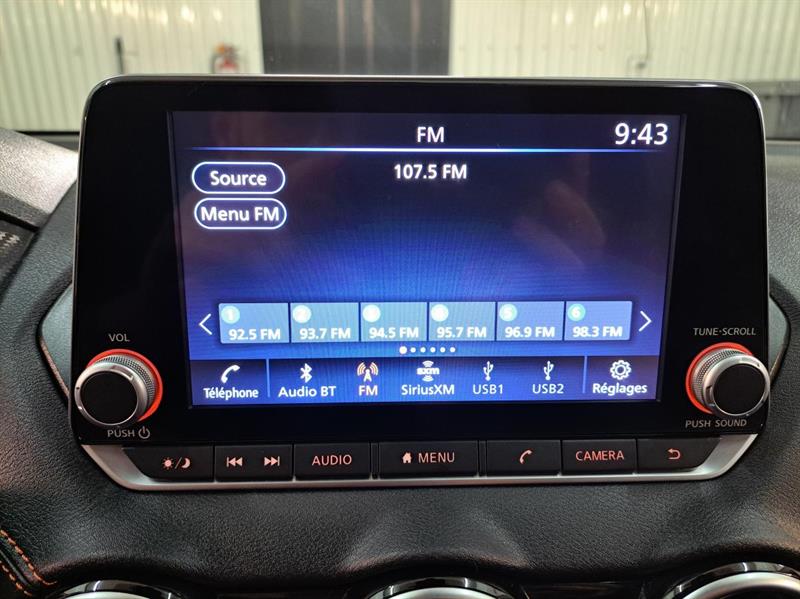 FM 9:43
Source 107.5 FM
Menu FM
1 2 3 4 5 6
92.5 FM 93.7 FM 94.5 FM 95.7 FM 96.9 FM 98.3 FM
VOL TUNE·SCROLL
sxm
Téléphone Audio BT FM SiriusXM USB1 USB2 Réglages
PUSH PUSH SOUND
AUDIO MENU CAMERA